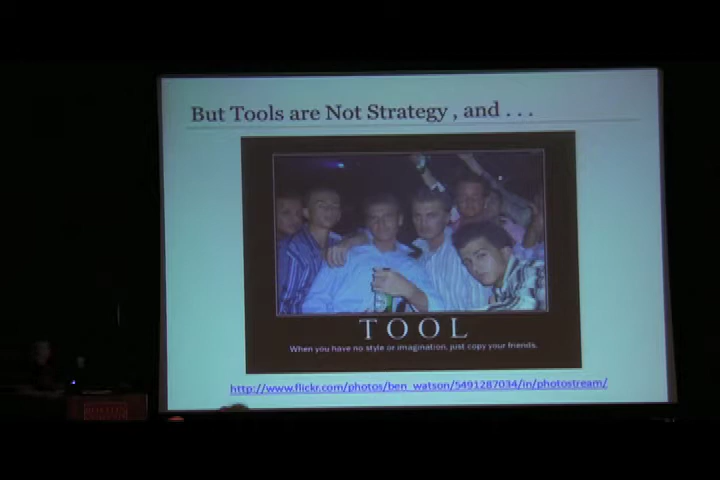 But Tools are Not Strategy , and . . .
TOOL
When you have no style or imagination, just copy your friends.
http://www.flickr.com/photos/ben_watson/5491287034/in/photostream/